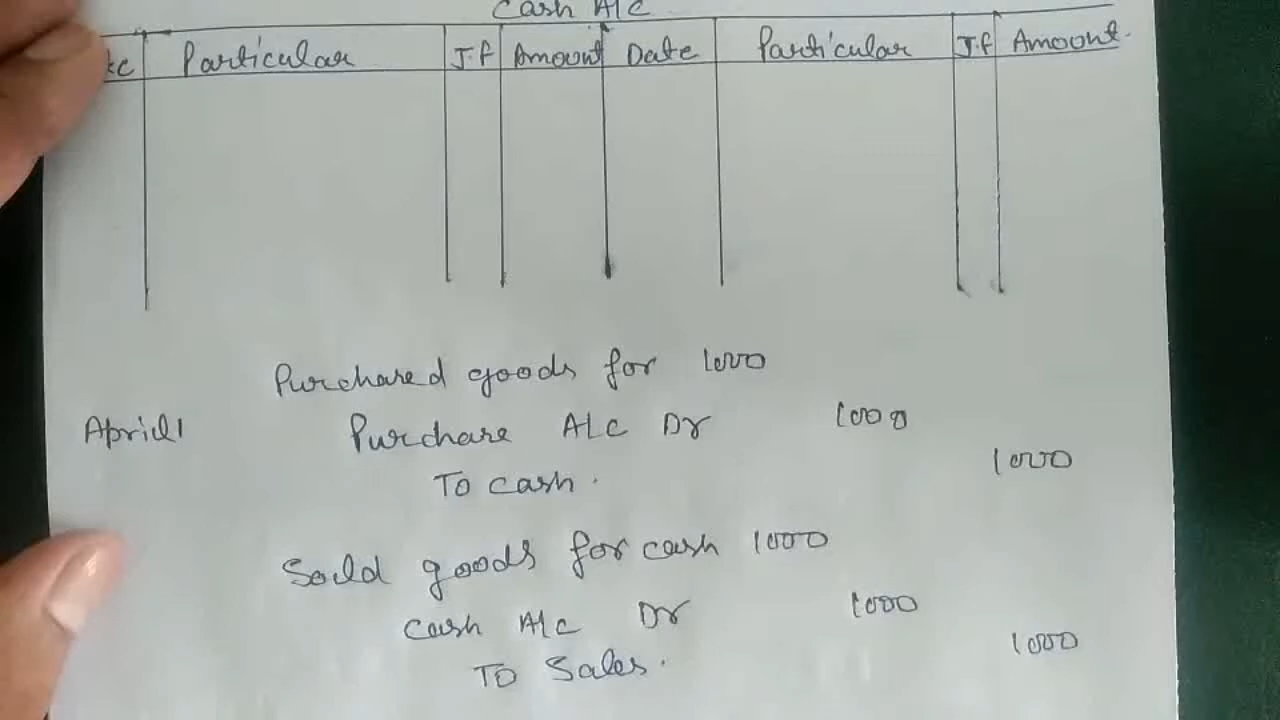 Cash A/C
Particular J.f Amount Date Particular J.f Amount.
Purchased goods for 1000
April 1 Purchase A/C Dr 1000
To cash. 1000
Sold goods for cash 1000
Cash A/c Dr 1000
To Sales. 1000